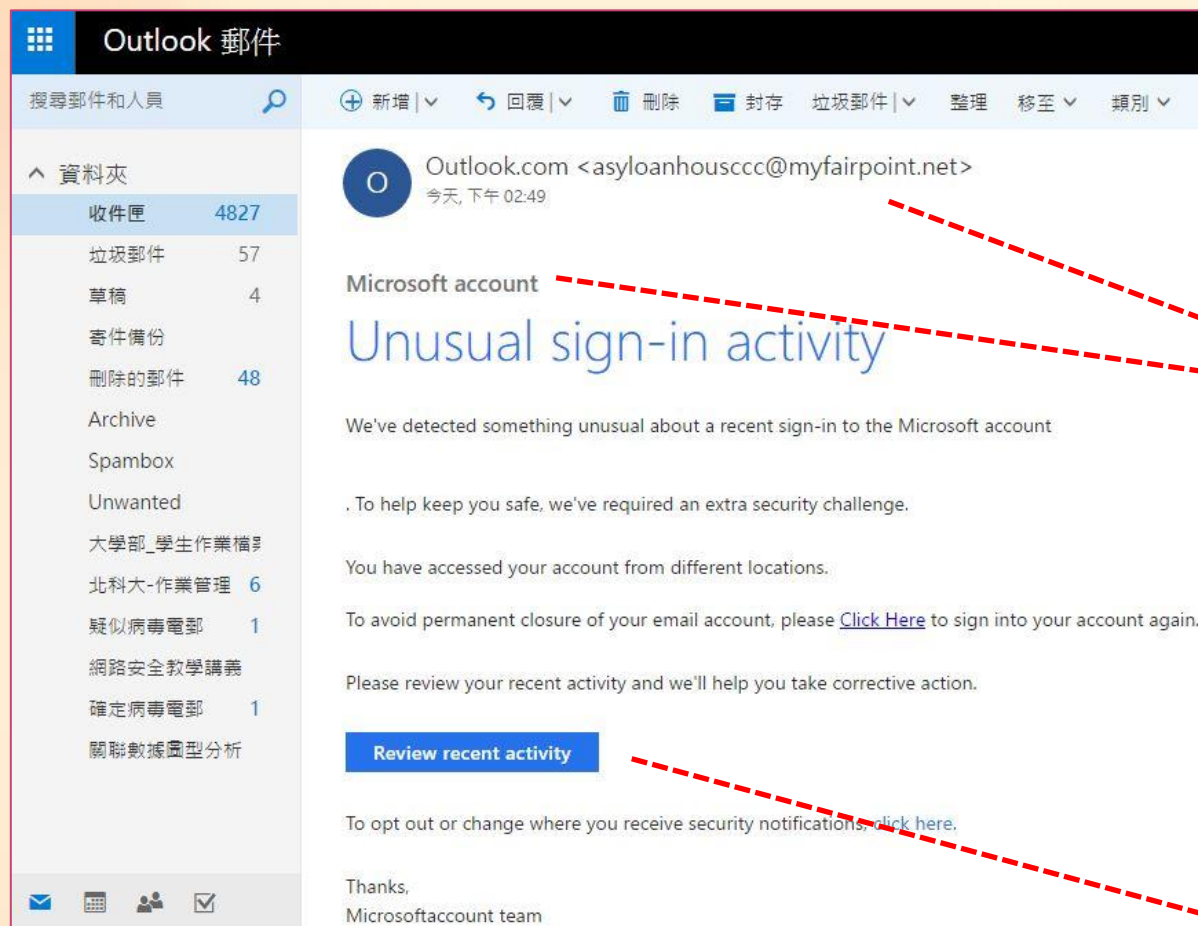 Outlook 郵件
搜尋郵件和人員
新增 回覆 刪除 封存 垃圾郵件 整理 移至 類別
資料夾
收件匣 4827
垃圾郵件 57
草稿 4
寄件備份
刪除的郵件 48
Archive
Spambox
Unwanted
大學部_學生作業檔案
北科大-作業管理 6
疑似病毒電郵 1
網路安全教學講義
確定病毒電郵 1
關聯數據圖型分析
O
Outlook.com <asyloanhousccc@myfairpoint.net>
今天, 下午 02:49
Microsoft account
Unusual sign-in activity
We've detected something unusual about a recent sign-in to the Microsoft account
. To help keep you safe, we've required an extra security challenge.
You have accessed your account from different locations.
To avoid permanent closure of your email account, please Click Here to sign into your account again.
Please review your recent activity and we'll help you take corrective action.
Review recent activity
To opt out or change where you receive security notifications, click here.
Thanks,
Microsoftaccount team